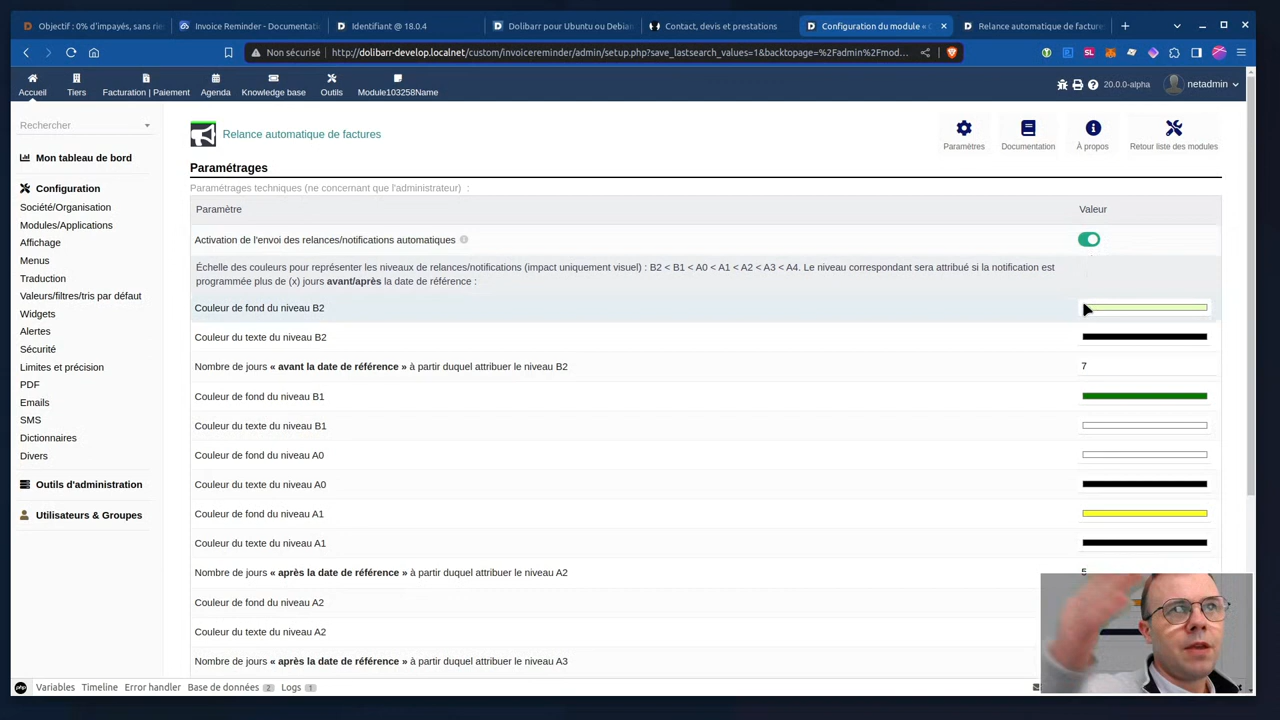 Objectif : 0% d'impayés, sans ries
Invoice Reminder - Documentati
Identifiant @ 18.0.4
Dolibarr pour Ubuntu ou Debian
Contact, devis et prestations
Configuration du module «
Relance automatique de factures
Non sécurisé
http://dolibarr-develop.localnet/custom/invoicereminder/admin/setup.php?save_lastsearch_values=1&backtopage=%2Fadmin%2Fmod...
Accueil
Tiers
Facturation | Paiement
Agenda
Knowledge base
Outils
Module103258Name
20.0.0-alpha
netadmin
Rechercher
Mon tableau de bord
Configuration
Société/Organisation
Modules/Applications
Affichage
Menus
Traduction
Valeurs/filtres/tris par défaut
Widgets
Alertes
Sécurité
Limites et précision
PDF
Emails
SMS
Dictionnaires
Divers
Outils d'administration
Utilisateurs & Groupes
Relance automatique de factures
Paramètres
Documentation
À propos
Retour liste des modules
Paramétrages
Paramétrages techniques (ne concernant que l'administrateur) :
Paramètre Valeur
Activation de l'envoi des relances/notifications automatiques
Échelle des couleurs pour représenter les niveaux de relances/notifications (impact uniquement visuel) : B2 < B1 < A0 < A1 < A2 < A3 < A4. Le niveau correspondant sera attribué si la notification est
programmée plus de (x) jours avant/après la date de référence :
Couleur de fond du niveau B2
Couleur du texte du niveau B2
Nombre de jours « avant la date de référence » à partir duquel attribuer le niveau B2 7
Couleur de fond du niveau B1
Couleur du texte du niveau B1
Couleur de fond du niveau A0
Couleur du texte du niveau A0
Couleur de fond du niveau A1
Couleur du texte du niveau A1
Nombre de jours « après la date de référence » à partir duquel attribuer le niveau A2 5
Couleur de fond du niveau A2
Couleur du texte du niveau A2
Nombre de jours « après la date de référence » à partir duquel attribuer le niveau A3
php
Variables
Timeline
Error handler
Base de données 2
Logs 1